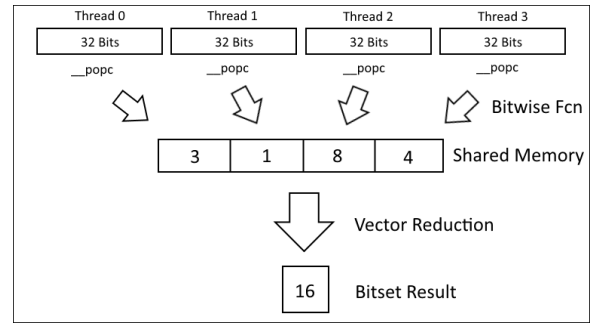 Thread 0 Thread 1 Thread 2 Thread 3
32 Bits 32 Bits 32 Bits 32 Bits
__popc __popc __popc __popc
Bitwise Fcn
3 1 8 4 Shared Memory
Vector Reduction
16 Bitset Result